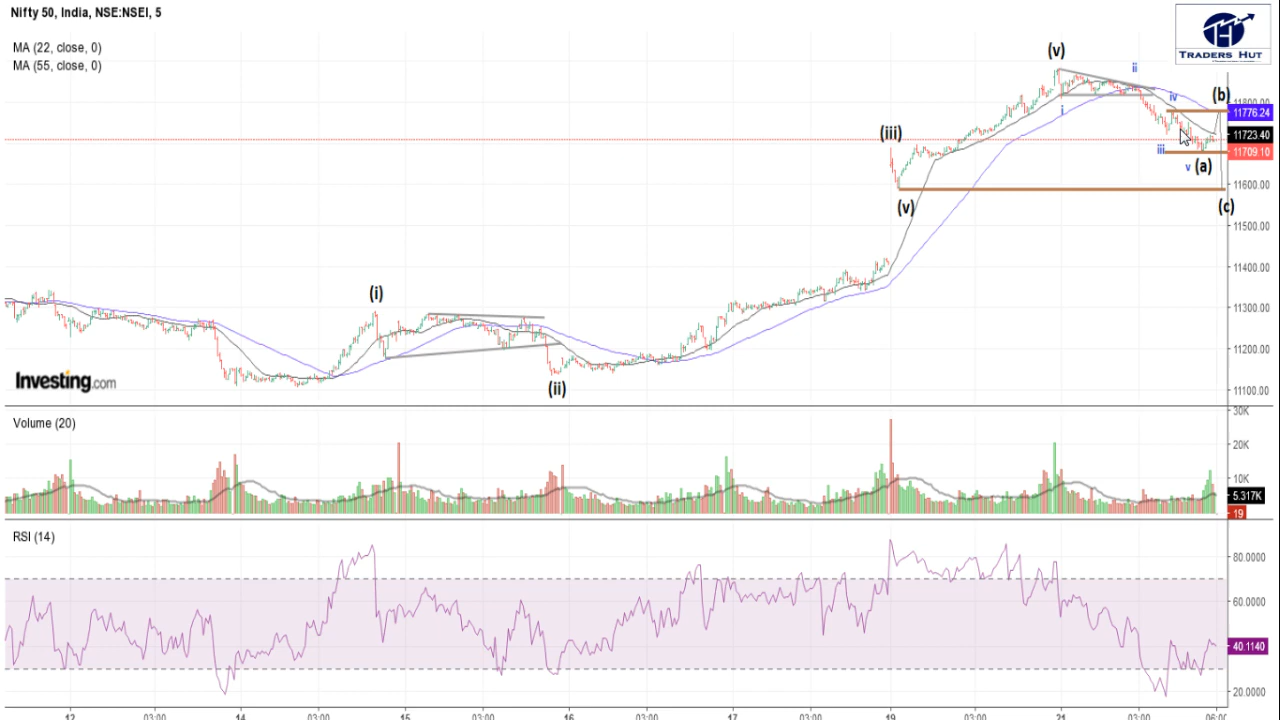 Nifty 50, India, NSE:NSEI, 5
TRADERS HUT
MA (22, close, 0)
MA (55, close, 0)
(v)
ii
iv
(b)
i
(iii)
iii
v
(a)
(v)
(c)
(i)
(ii)
11800.00
11776.24
11723.40
11709.10
11600.00
11500.00
11400.00
11300.00
11200.00
11100.00
Investing.com
Volume (20)
30K
20K
10K
5.317K
19
RSI (14)
80.0000
60.0000
40.1140
20.0000
12 03:00 14 03:00 15 03:00 16 03:00 17 03:00 19 03:00 21 03:00 06:00